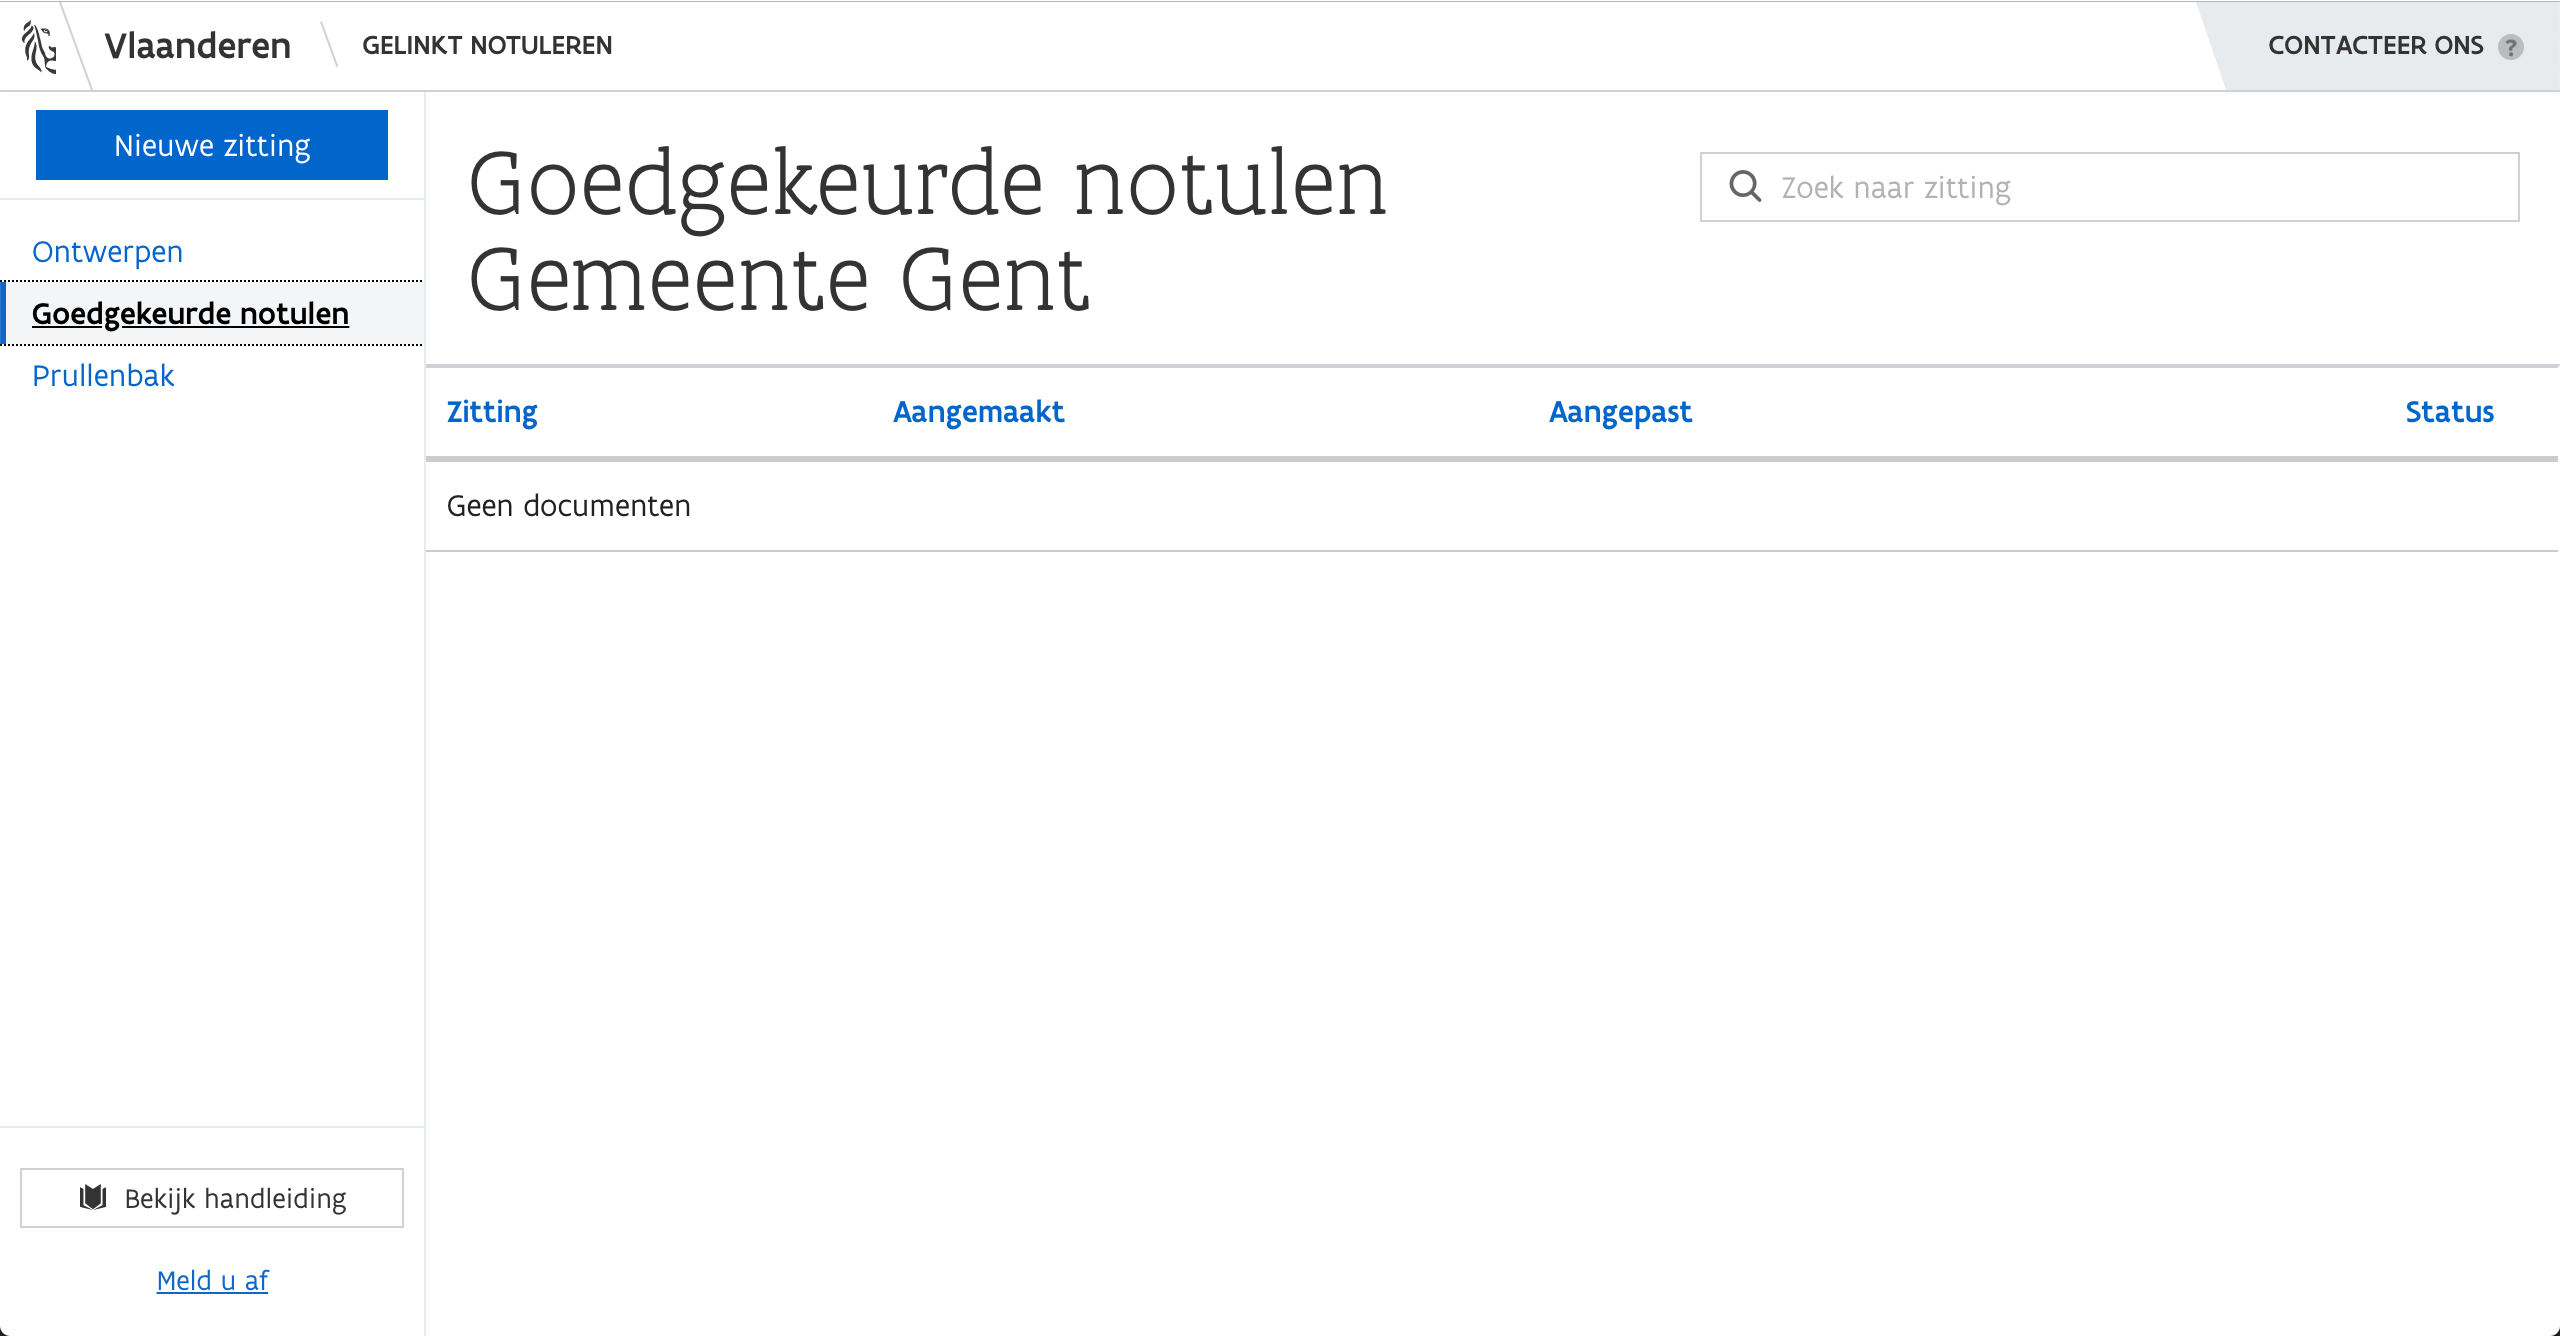 Vlaanderen
GELINKT NOTULEREN
CONTACTEER ONS ?
Nieuwe zitting
Ontwerpen
Goedgekeurde notulen
Prullenbak
Goedgekeurde notulen
Gemeente Gent
Zoek naar zitting
Zitting Aangemaakt Aangepast Status
Geen documenten
Bekijk handleiding
Meld u af